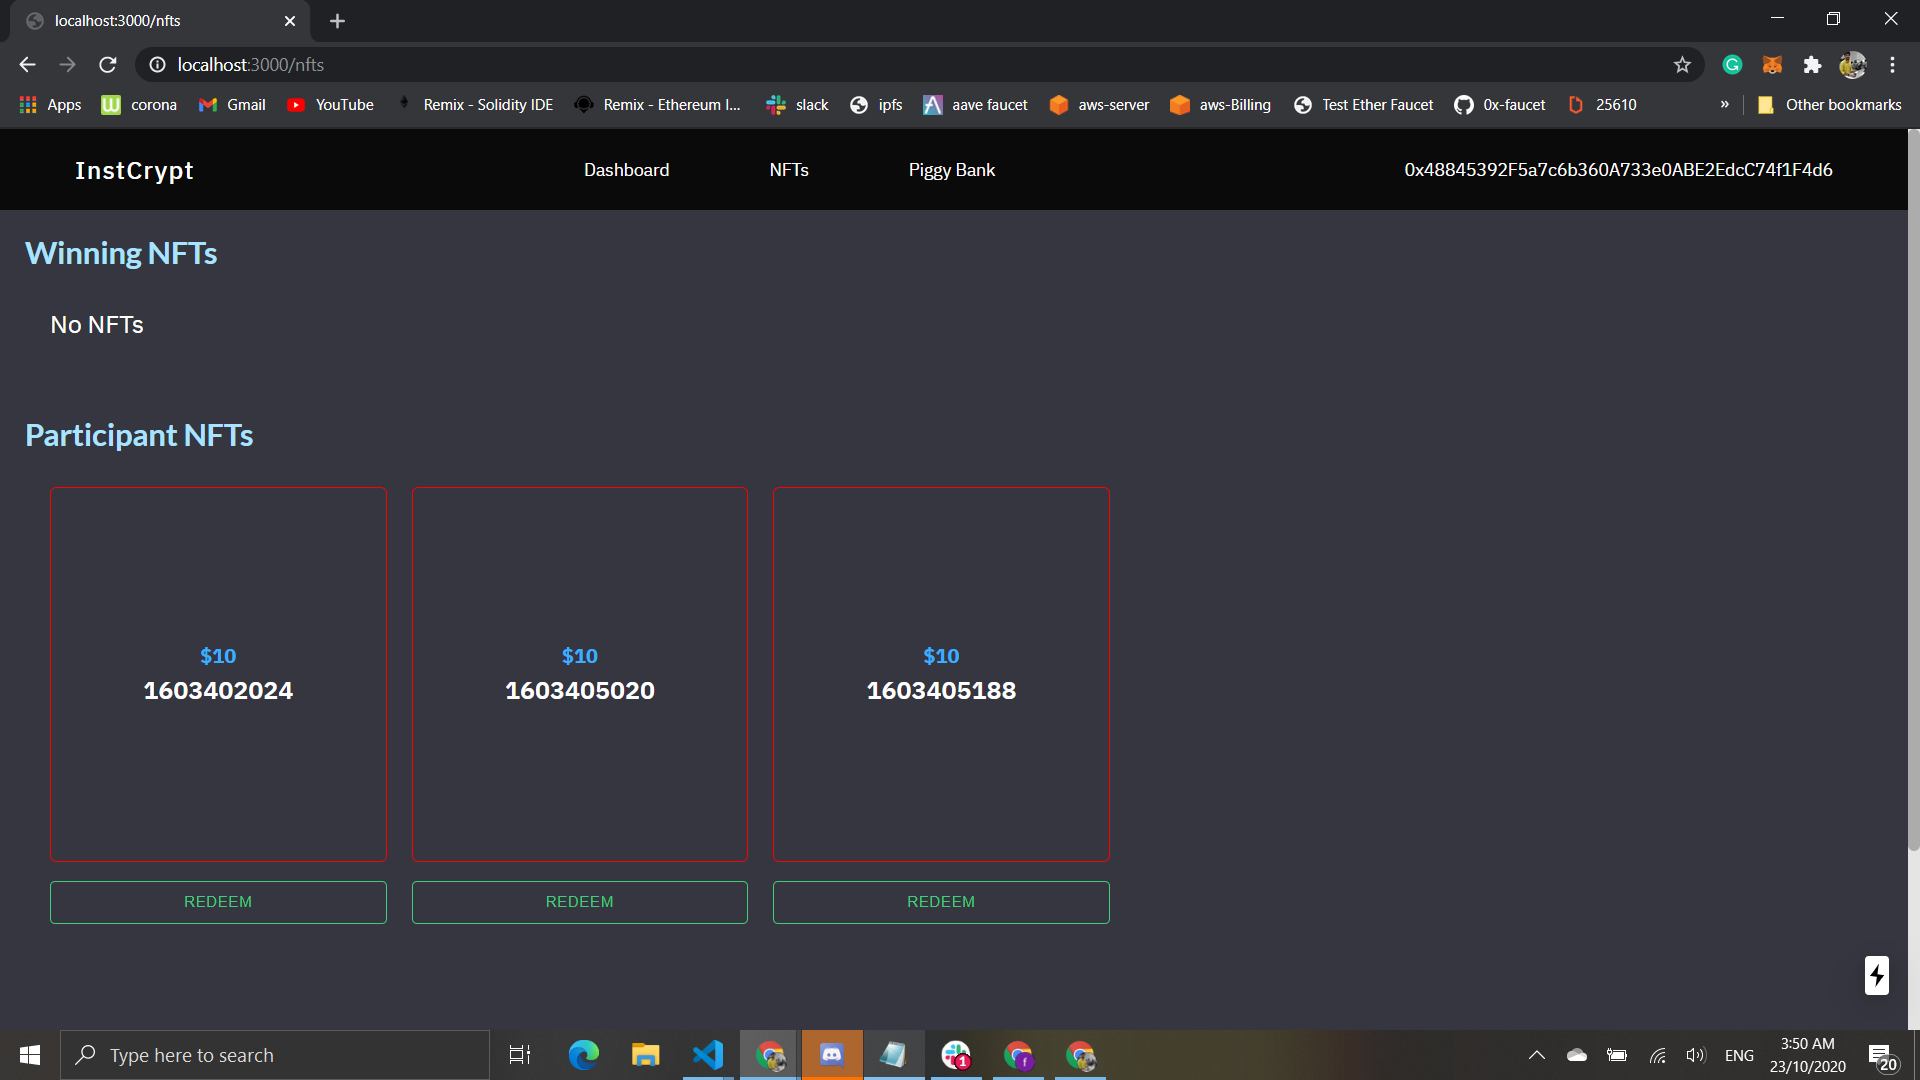 localhost:3000/nfts
localhost:3000/nfts
Apps corona Gmail YouTube Remix - Solidity IDE Remix - Ethereum I... slack ipfs aave faucet aws-server aws-Billing Test Ether Faucet 0x-faucet 25610 » Other bookmarks
InstCrypt Dashboard NFTs Piggy Bank 0x48845392F5a7c6b360A733e0ABE2EdcC74f1F4d6
Winning NFTs
No NFTs
Participant NFTs
$10 $10 $10
1603402024 1603405020 1603405188
REDEEM REDEEM REDEEM
Type here to search 1 f ENG 3:50 AM
23/10/2020 20